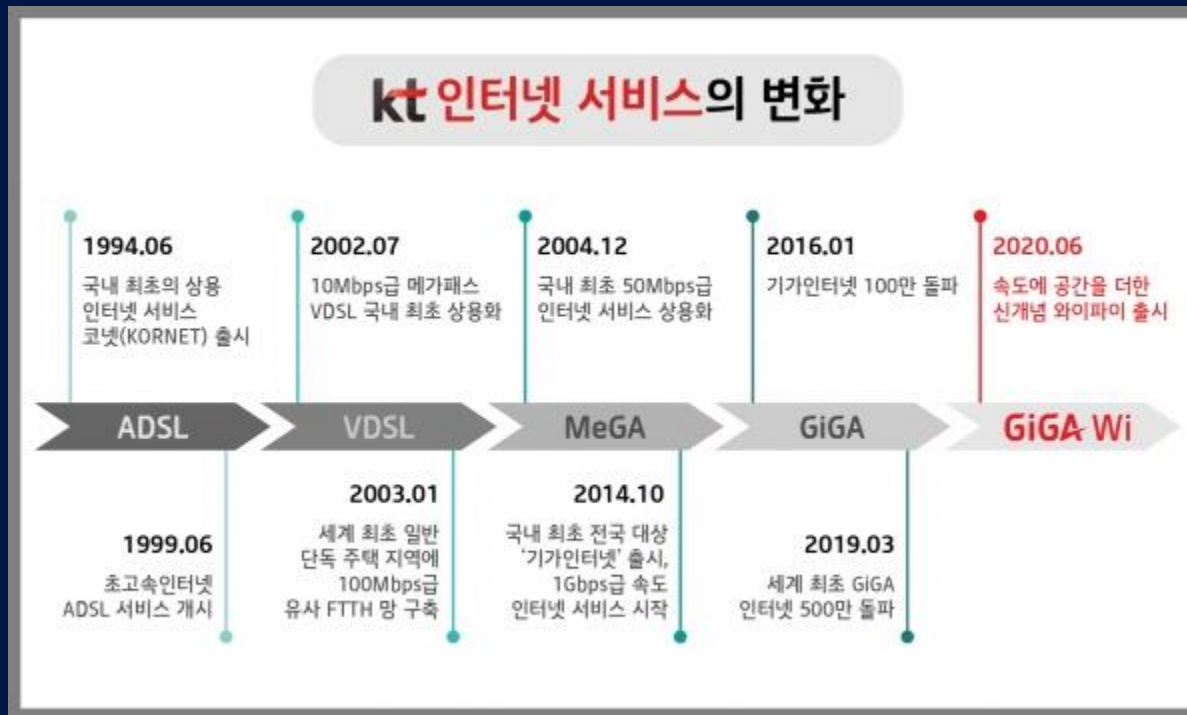 kt 인터넷 서비스의 변화
1994.06
국내 최초의 상용
인터넷 서비스
코넷(KORNET) 출시
2002.07
10Mbps급 메가패스
VDSL 국내 최초 상용화
2004.12
국내 최초 50Mbps급
인터넷 서비스 상용화
2016.01
기가인터넷 100만 돌파
2020.06
속도에 공간을 더한
신개념 와이파이 출시
ADSL
VDSL
MeGA
GiGA
GiGA Wi
1999.06
초고속인터넷
ADSL 서비스 개시
2003.01
세계 최초 일반
단독 주택 지역에
100Mbps급
유사 FTTH 망 구축
2014.10
국내 최초 전국 대상
‘기가인터넷’ 출시,
1Gbps급 속도
인터넷 서비스 시작
2019.03
세계 최초 GiGA
인터넷 500만 돌파